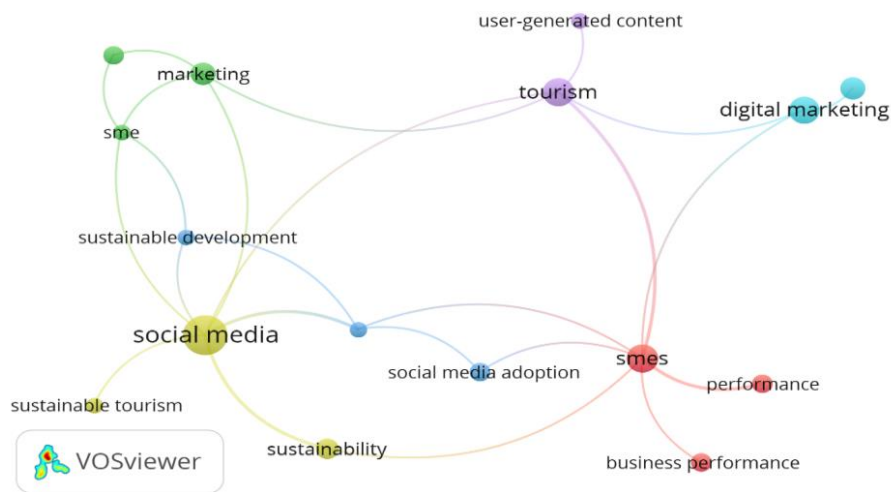 user-generated content
marketing
tourism
digital marketing
sme
sustainable development
social media
smes
social media adoption
performance
sustainable tourism
sustainability
business performance
VOSviewer